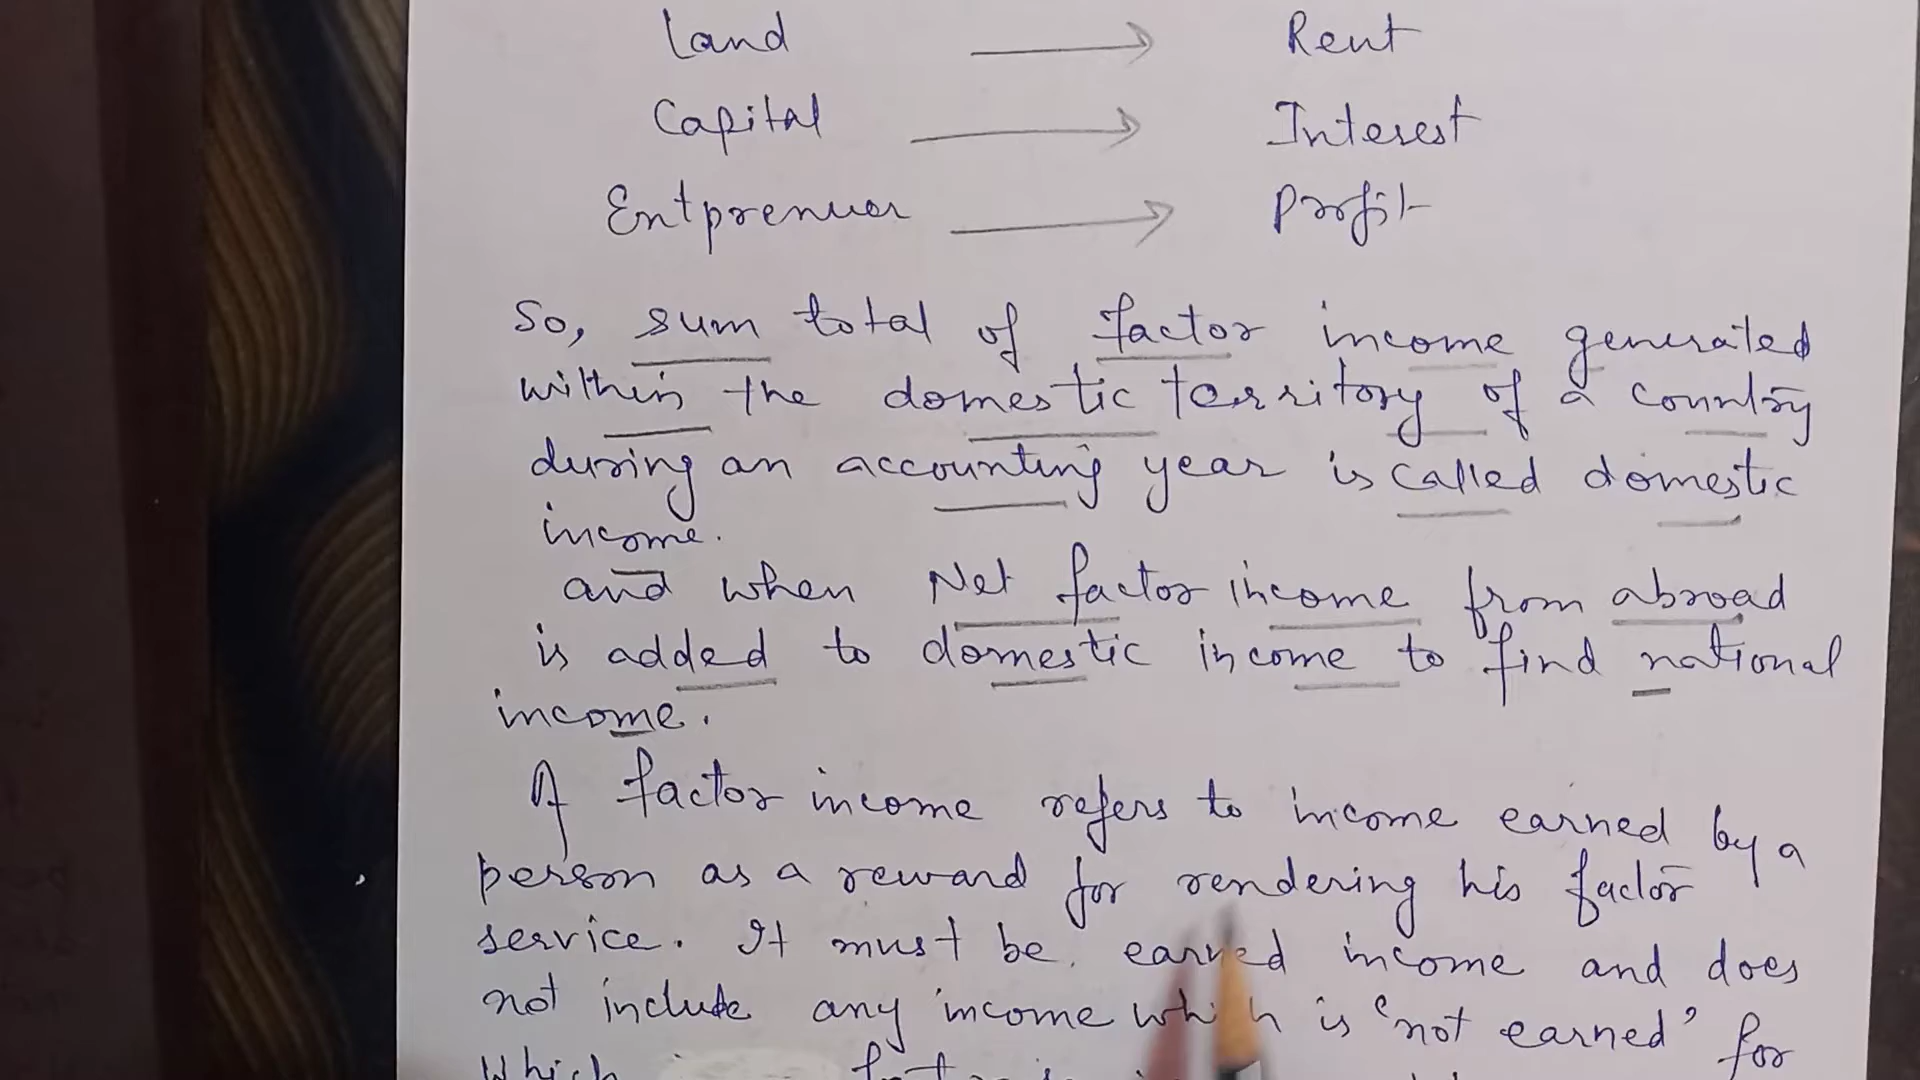 Land → Rent
Capital → Interest
Entprenuer → Profit
So, sum total of factor income generated
within the domestic territory of a country
during an accounting year is called domestic
income.
and when Net factor income from abroad
is added to domestic income to find national
income.
A factor income refers to income earned by a
person as a reward for rendering his factor
service. It must be earned income and does
not include any income which is 'not earned' for
which